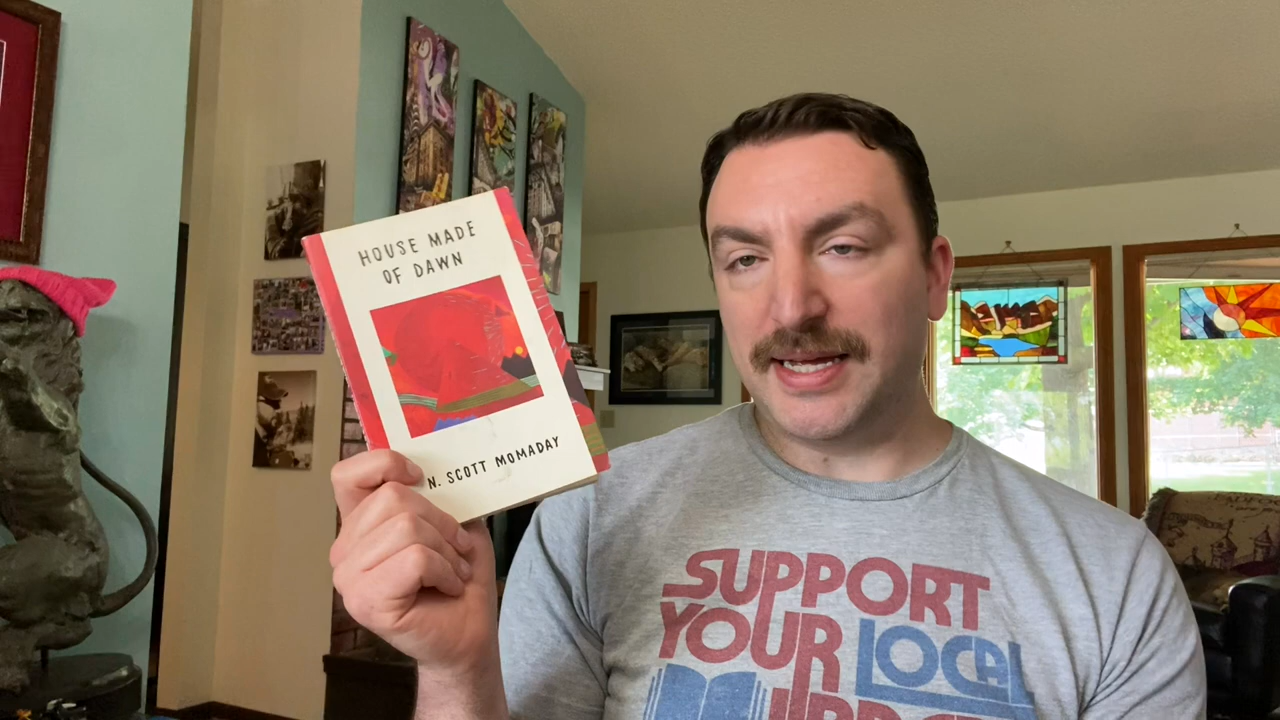 HOUSE MADE
OF DAWN
N. SCOTT MOMADAY
SUPPORT
YOUR LOCAL